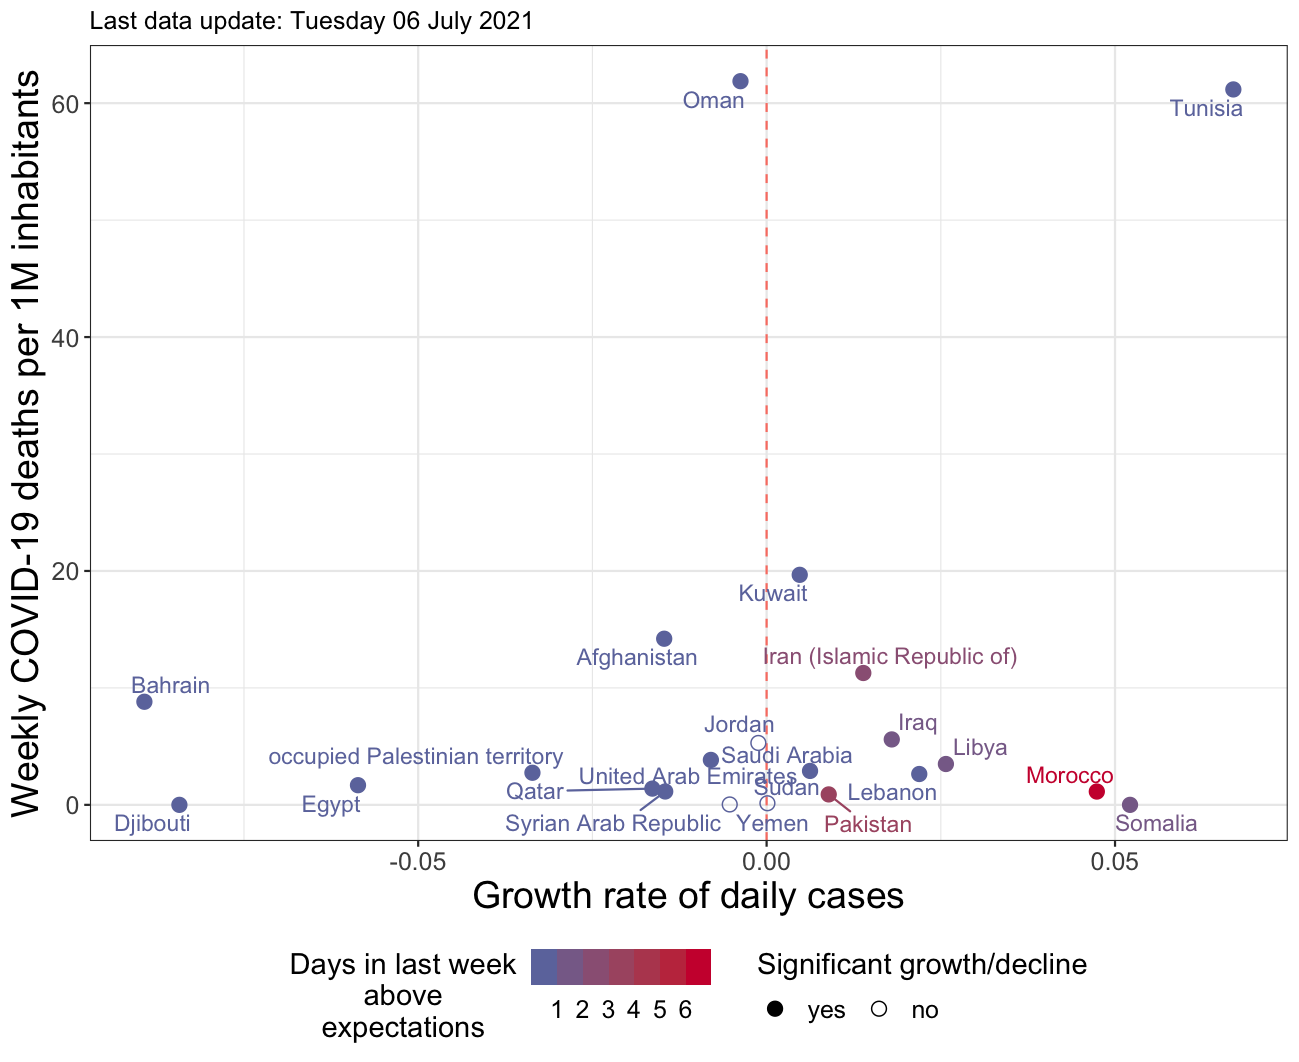 Last data update: Tuesday 06 July 2021
Weekly COVID-19 deaths per 1M inhabitants
60
40
20
0
Oman
Tunisia
Kuwait
Afghanistan
Iran (Islamic Republic of)
Bahrain
Jordan
Iraq
Libya
occupied Palestinian territory
Saudi Arabia
United Arab Emirates
Morocco
Qatar
Sudan
Lebanon
Egypt
Djibouti
Syrian Arab Republic
Yemen
Pakistan
Somalia
-0.05
0.00
0.05
Growth rate of daily cases
Days in last week
above
expectations
1 2 3 4 5 6
Significant growth/decline
yes
no